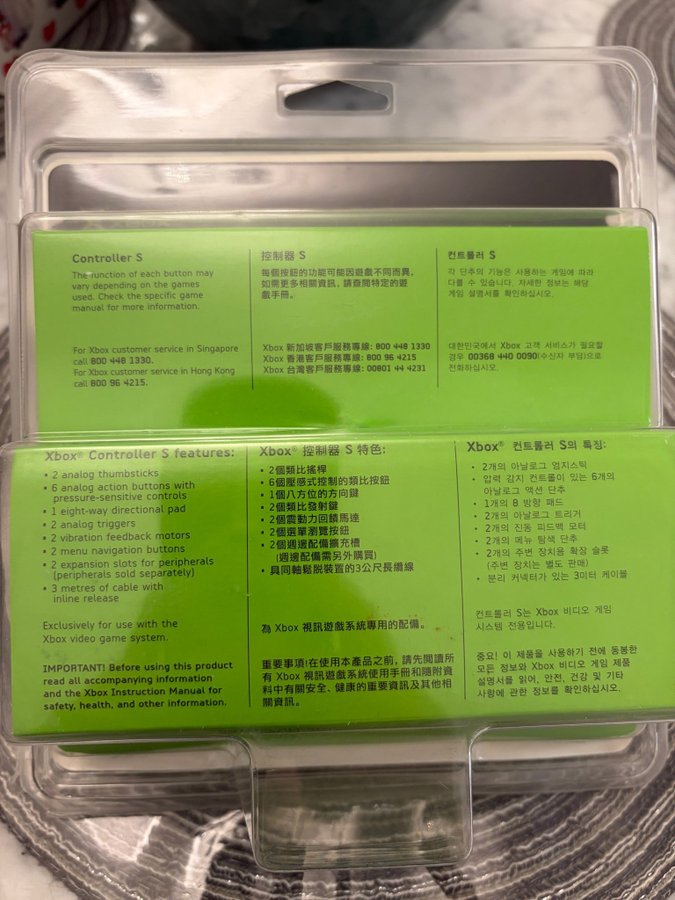 Controller S
The function of each button may
vary depending on the games
used. Check the specific game
manual for more information.
For Xbox customer service in Singapore
call 800 448 1330.
For Xbox customer service in Hong Kong
call 800 96 4215.
控制器 S
每個按鈕的功能可能因遊戲不同而異，
如需更多相關資訊，請查閱特定的遊
戲手冊。
Xbox 新加坡客戶服務專線: 800 448 1330
Xbox 香港客戶服務專線: 800 96 4215
Xbox 台灣客戶服務專線: 00801 44 4231
컨트롤러 S
각 단추의 기능은 사용하는 게임에 따라
다를 수 있습니다. 자세한 정보는 해당
게임 설명서를 확인하십시오.
대한민국에서 Xbox 고객 서비스가 필요할
경우 00368 440 0090(수신자 부담)으로
전화하십시오.
Xbox® Controller S features:
• 2 analog thumbsticks
• 6 analog action buttons with
pressure-sensitive controls
• 1 eight-way directional pad
• 2 analog triggers
• 2 vibration feedback motors
• 2 menu navigation buttons
• 2 expansion slots for peripherals
(peripherals sold separately)
• 3 metres of cable with
inline release
Exclusively for use with the
Xbox video game system.
IMPORTANT! Before using this product
read all accompanying information
and the Xbox Instruction Manual for
safety, health, and other information.
Xbox® 控制器 S 特色:
• 2個類比搖桿
• 6個壓感式控制的類比按鈕
• 1個八方位的方向鍵
• 2個類比發射鍵
• 2個震動力回饋馬達
• 2個選單瀏覽按鈕
• 2個週邊配備擴充槽
(週邊配備需另外購買)
• 具同軸鬆脫裝置的3公尺長纜線
為 Xbox 視訊遊戲系統專用的配備。
重要事項!在使用本產品之前，請先閱讀所
有 Xbox 視訊遊戲系統使用手冊和隨附資
料中有關安全、健康的重要資訊及其他相
關資訊。
Xbox® 컨트롤러 S의 특징:
• 2개의 아날로그 엄지스틱
• 압력 감지 컨트롤이 있는 6개의
아날로그 액션 단추
• 1개의 8 방향 패드
• 2개의 아날로그 트리거
• 2개의 진동 피드백 모터
• 2개의 메뉴 탐색 단추
• 2개의 주변 장치용 확장 슬롯
(주변 장치는 별도 판매)
• 분리 커넥터가 있는 3미터 케이블
컨트롤러 S는 Xbox 비디오 게임
시스템 전용입니다.
중요! 이 제품을 사용하기 전에 동봉한
모든 정보와 Xbox 비디오 게임 제품
설명서를 읽어, 안전, 건강 및 기타
사항에 관한 정보를 확인하십시오.